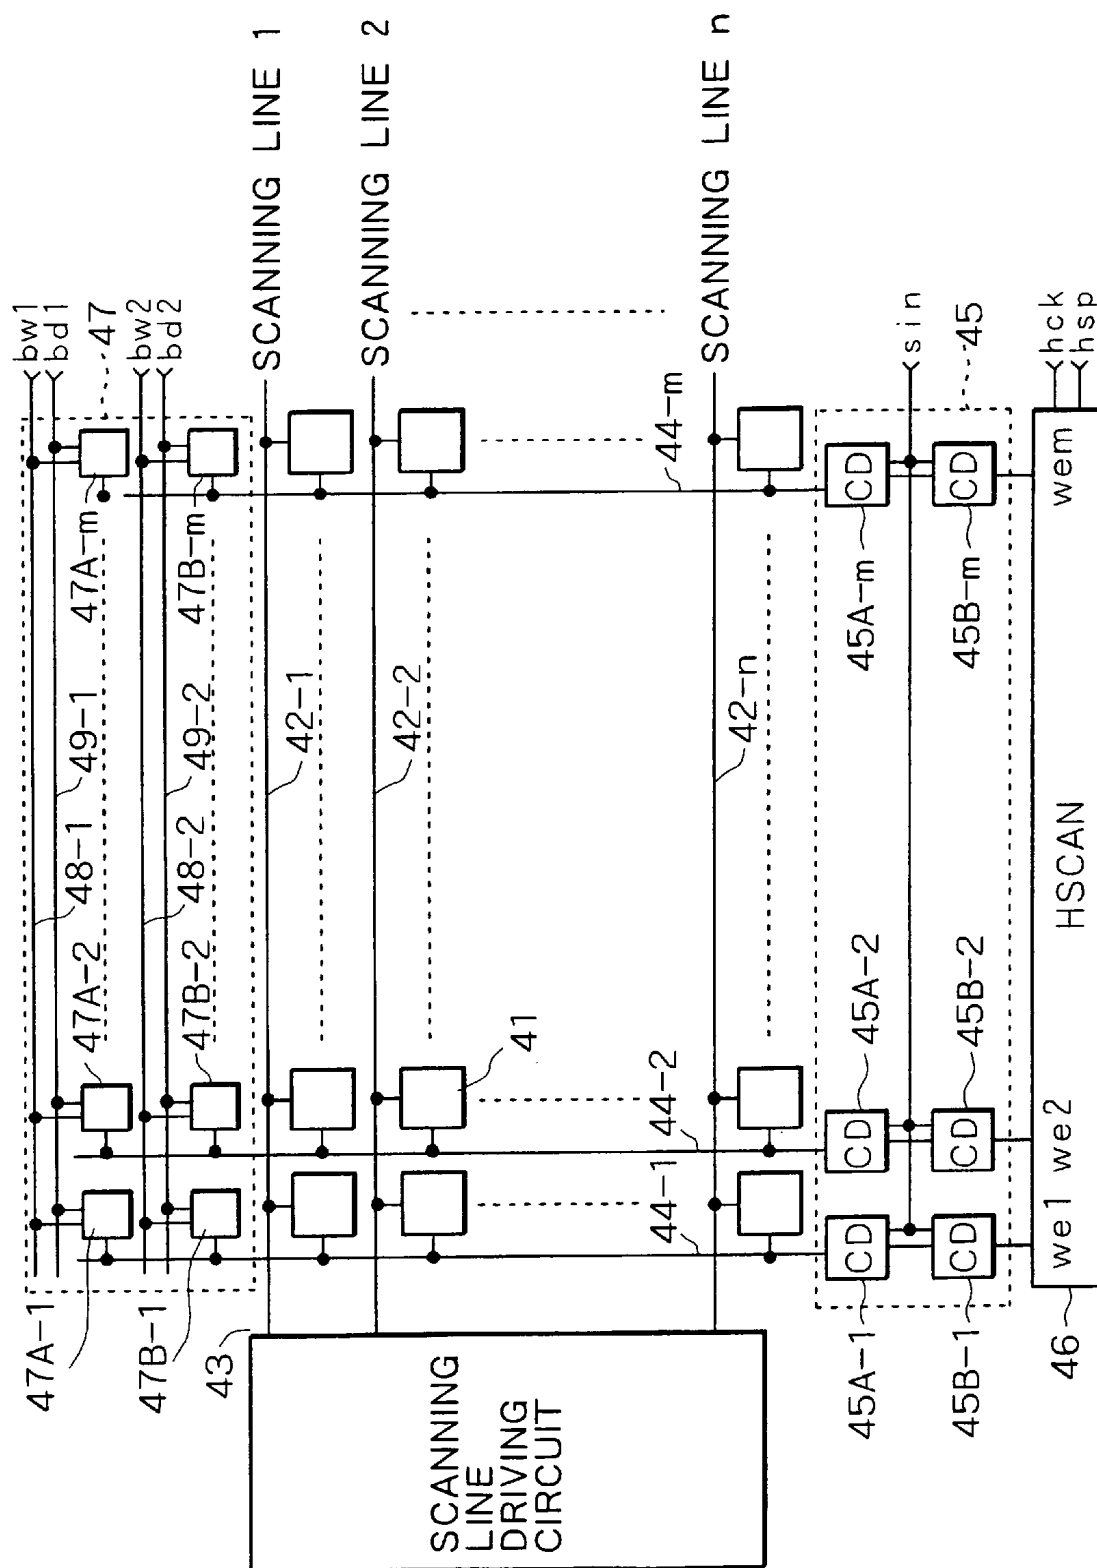 bw1
bd1
47
bw2
bd2
SCANNING LINE 1
SCANNING LINE 2
SCANNING LINE n
47A-1
47A-2
48-1
49-1
47A-m
47B-1
47B-2
48-2
49-2
47B-m
43
42-1
42-2
41
42-n
44-1
44-2
44-m
SCANNING
LINE
DRIVING
CIRCUIT
CD
CD
CD
sin
CD
CD
CD
45
45A-1
45A-2
45A-m
45B-1
45B-2
45B-m
we1
we2
wem
HSCAN
hck
hsp
46